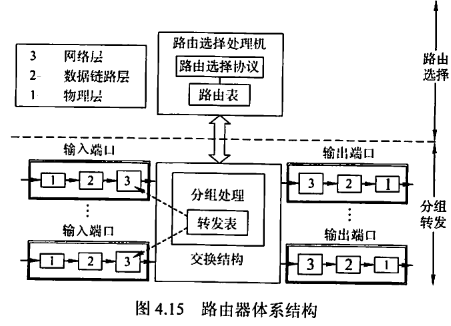 3 网络层
2 数据链路层
1 物理层
路由选择处理机
路由选择协议
路由表
路由
选择
输入端口
1 2 3
⋮
输入端口
1 2 3
分组处理
转发表
交换结构
输出端口
3 2 1
⋮
输出端口
3 2 1
分组
转发
图 4.15 路由器体系结构